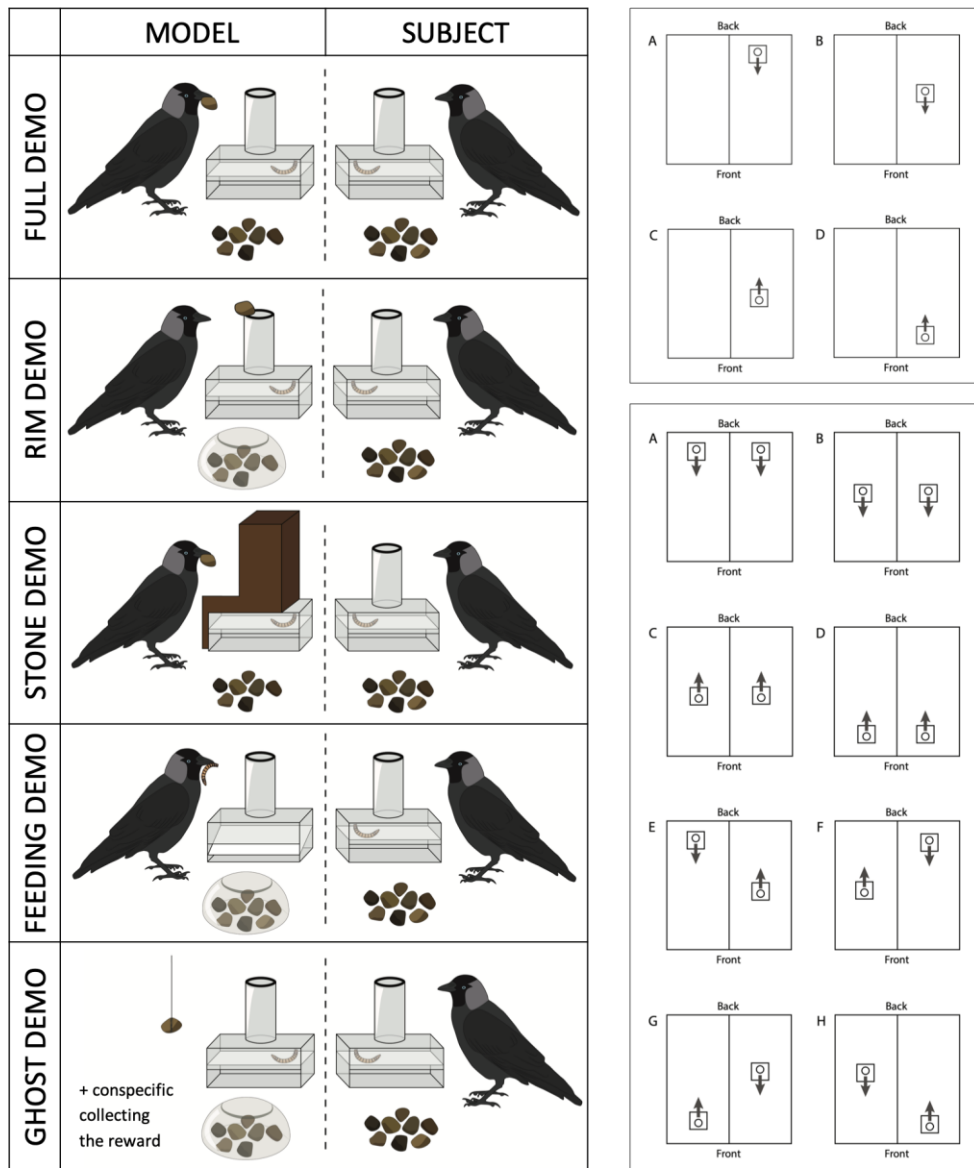 MODEL
SUBJECT
FULL DEMO
RIM DEMO
STONE DEMO
FEEDING DEMO
GHOST DEMO
+ conspecific
collecting
the reward
A
Back
Front
B
Back
Front
C
Back
Front
D
Back
Front
A
Back
Front
B
Back
Front
C
Back
Front
D
Back
Front
E
Back
Front
F
Back
Front
G
Back
Front
H
Back
Front